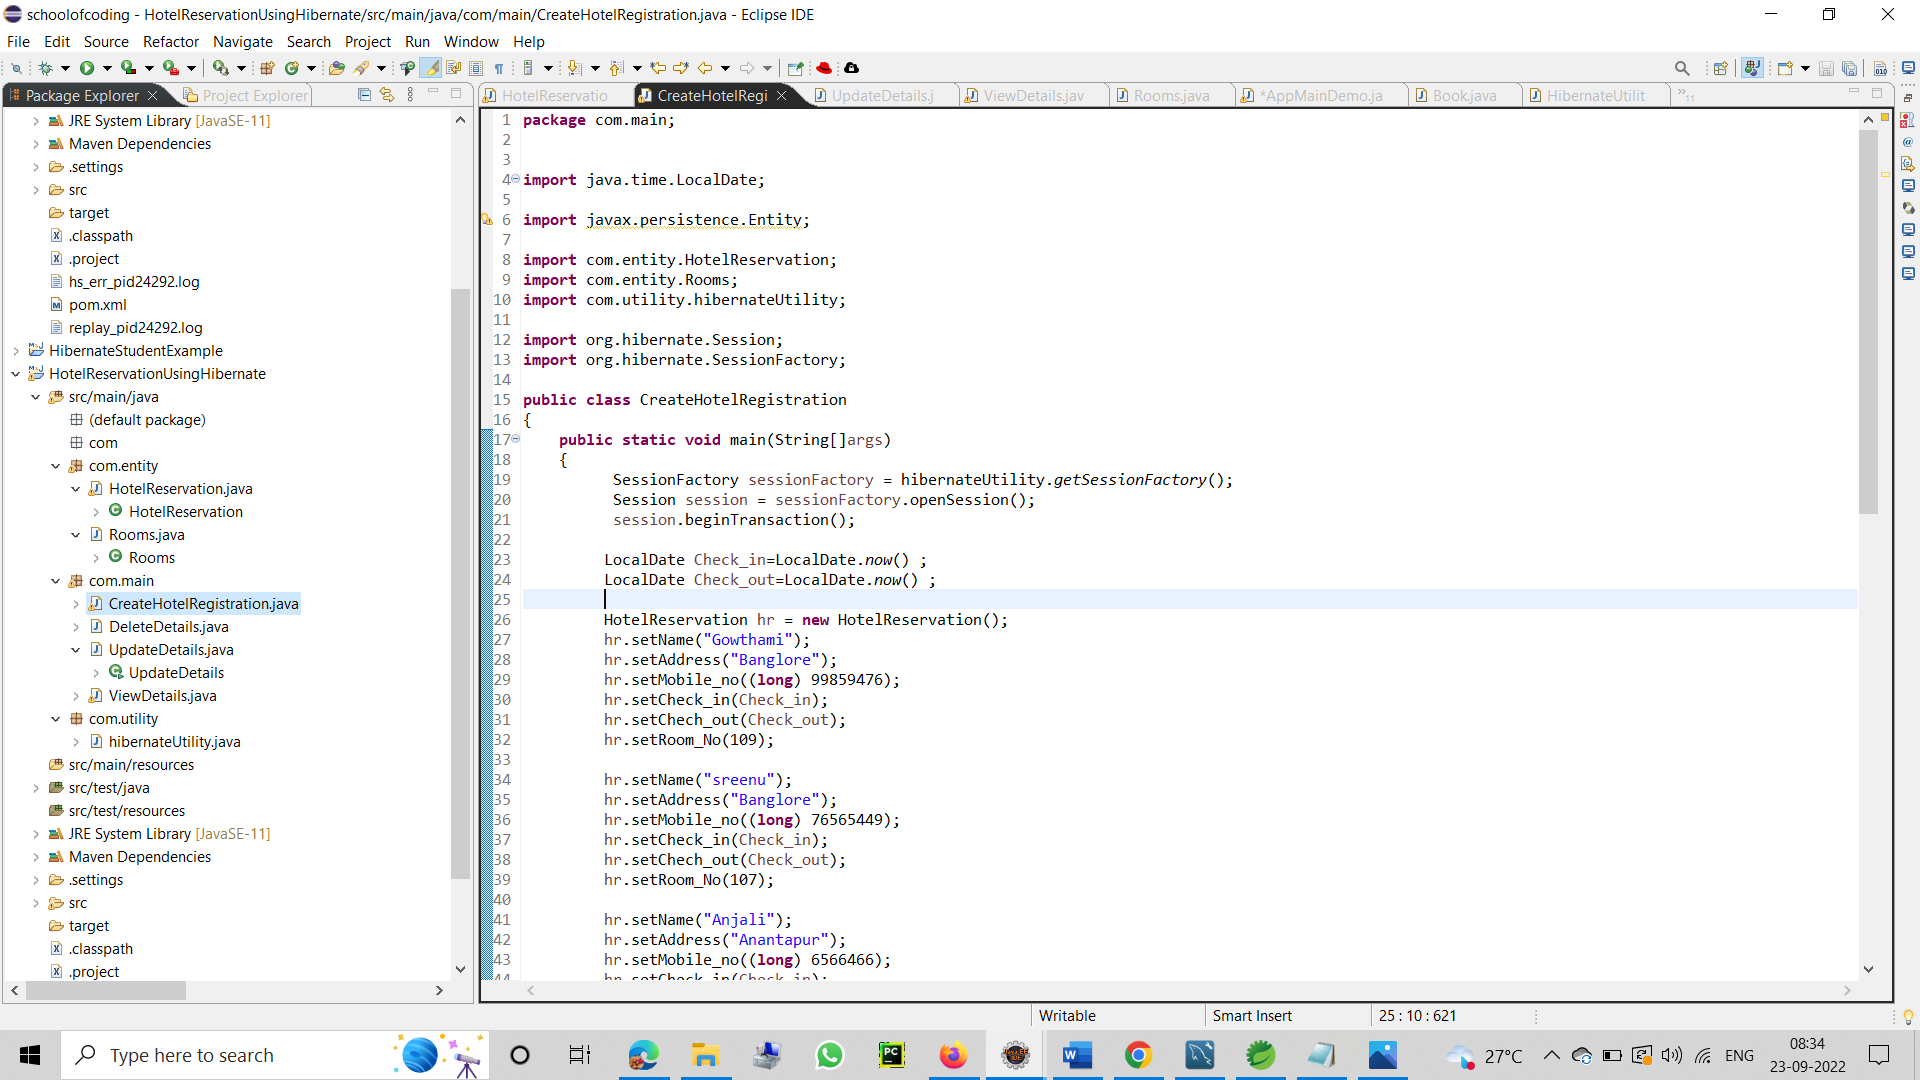 schoolofcoding - HotelReservationUsingHibernate/src/main/java/com/main/CreateHotelRegistration.java - Eclipse IDE
File Edit Source Refactor Navigate Search Project Run Window Help
Package Explorer
Project Explorer
HotelReservatio
CreateHotelRegi
UpdateDetails.j
ViewDetails.jav
Rooms.java
*AppMainDemo.ja
Book.java
HibernateUtilit
»11
JRE System Library [JavaSE-11]
Maven Dependencies
.settings
src
target
.classpath
.project
hs_err_pid24292.log
pom.xml
replay_pid24292.log
HibernateStudentExample
HotelReservationUsingHibernate
src/main/java
(default package)
com
com.entity
HotelReservation.java
HotelReservation
Rooms.java
Rooms
com.main
CreateHotelRegistration.java
DeleteDetails.java
UpdateDetails.java
UpdateDetails
ViewDetails.java
com.utility
hibernateUtility.java
src/main/resources
src/test/java
src/test/resources
JRE System Library [JavaSE-11]
Maven Dependencies
.settings
src
target
.classpath
.project
1 package com.main;
2
3
4 import java.time.LocalDate;
5
6 import javax.persistence.Entity;
7
8 import com.entity.HotelReservation;
9 import com.entity.Rooms;
10 import com.utility.hibernateUtility;
11
12 import org.hibernate.Session;
13 import org.hibernate.SessionFactory;
14
15 public class CreateHotelRegistration
16 {
17 public static void main(String[]args)
18 {
19 SessionFactory sessionFactory = hibernateUtility.getSessionFactory();
20 Session session = sessionFactory.openSession();
21 session.beginTransaction();
22
23 LocalDate Check_in=LocalDate.now() ;
24 LocalDate Check_out=LocalDate.now() ;
25
26 HotelReservation hr = new HotelReservation();
27 hr.setName("Gowthami");
28 hr.setAddress("Banglore");
29 hr.setMobile_no((long) 99859476);
30 hr.setCheck_in(Check_in);
31 hr.setChech_out(Check_out);
32 hr.setRoom_No(109);
33
34 hr.setName("sreenu");
35 hr.setAddress("Banglore");
36 hr.setMobile_no((long) 76565449);
37 hr.setCheck_in(Check_in);
38 hr.setChech_out(Check_out);
39 hr.setRoom_No(107);
40
41 hr.setName("Anjali");
42 hr.setAddress("Anantapur");
43 hr.setMobile_no((long) 6566466);
44 hr.setCheck_in(Check_in);
Writable
Smart Insert
25 : 10 : 621
Type here to search
27°C
ENG
08:34
23-09-2022